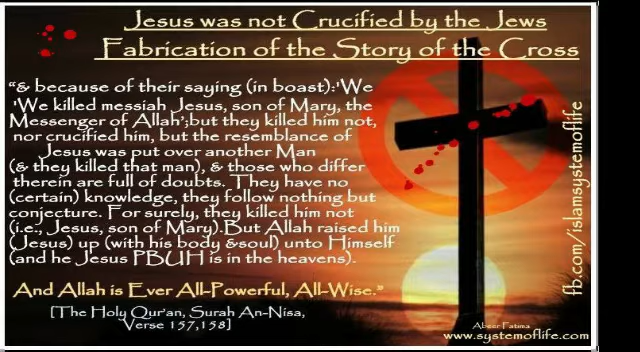 Jesus was not Crucified by the Jews
Fabrication of the Story of the Cross
“& because of their saying (in boast):'We
'We killed messiah Jesus, son of Mary, the
Messenger of Allah';but they killed him not,
nor crucified him, but the resemblance of
Jesus was put over another Man
(& they killed that man), & those who differ
therein are full of doubts. They have no
(certain) knowledge, they follow nothing but
conjecture. For surely, they killed him not
(i.e., Jesus, son of Mary).But Allah raised him
(Jesus) up (with his body &soul) unto Himself
(and he Jesus PBUH is in the heavens).
And Allah is Ever All-Powerful, All-Wise.”
[The Holy Qur'an, Surah An-Nisa,
Verse 157,158]
fb.com/islamsystemoflife
Abeer Fatima
www.systemoflife.com